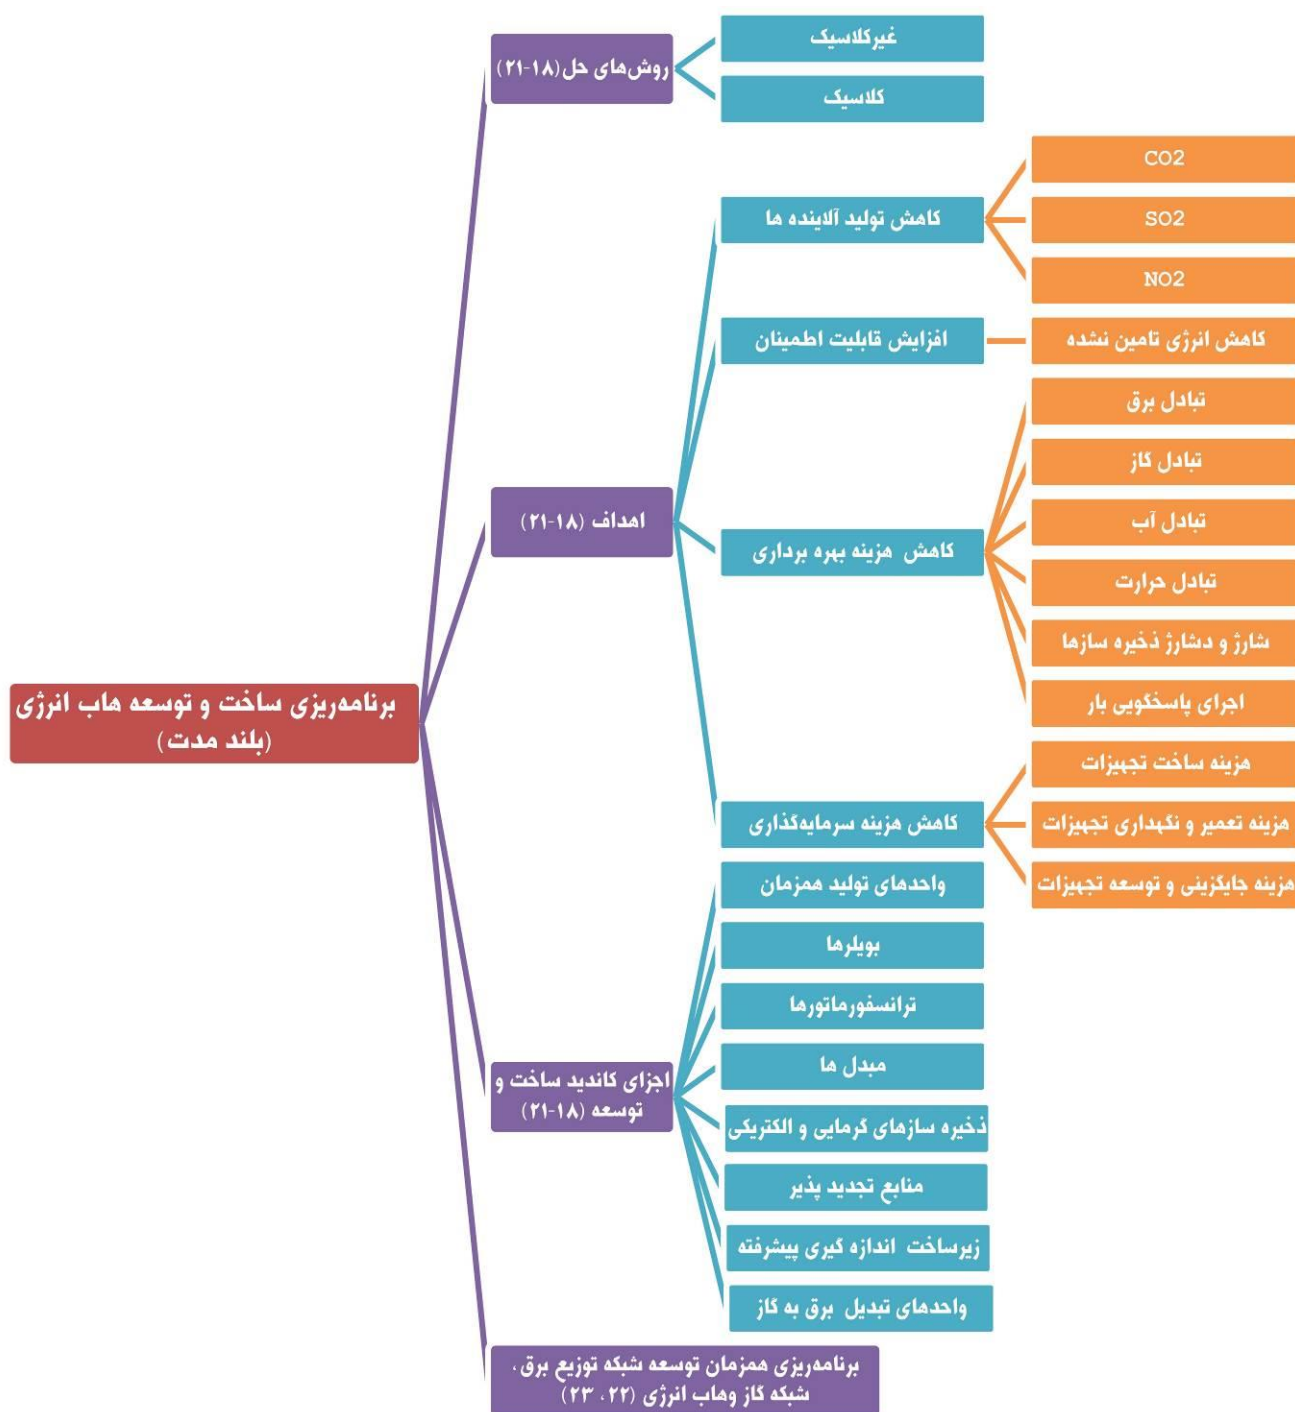 برنامه‌ریزی ساخت و توسعه هاب انرژی
(بلند مدت)
روش‌های حل(۱۸-۲۱)
غیرکلاسیک
کلاسیک
اهداف (۱۸-۲۱)
کاهش تولید آلاینده ها
CO2
SO2
NO2
افزایش قابلیت اطمینان
کاهش انرژی تامین نشده
کاهش هزینه بهره برداری
تبادل برق
تبادل گاز
تبادل آب
تبادل حرارت
شارژ و دشارژ ذخیره سازها
اجرای پاسخگویی بار
کاهش هزینه سرمایه‌گذاری
هزینه ساخت تجهیزات
هزینه تعمیر و نگهداری تجهیزات
هزینه جایگزینی و توسعه تجهیزات
اجزای کاندید ساخت و
توسعه (۱۸-۲۱)
واحدهای تولید همزمان
بویلرها
ترانسفورماتورها
مبدل ها
ذخیره سازهای گرمایی و الکتریکی
منابع تجدید پذیر
زیرساخت اندازه گیری پیشرفته
واحدهای تبدیل برق به گاز
برنامه‌ریزی همزمان توسعه شبکه توزیع برق،
شبکه گاز وهاب انرژی (۲۲، ۲۳)